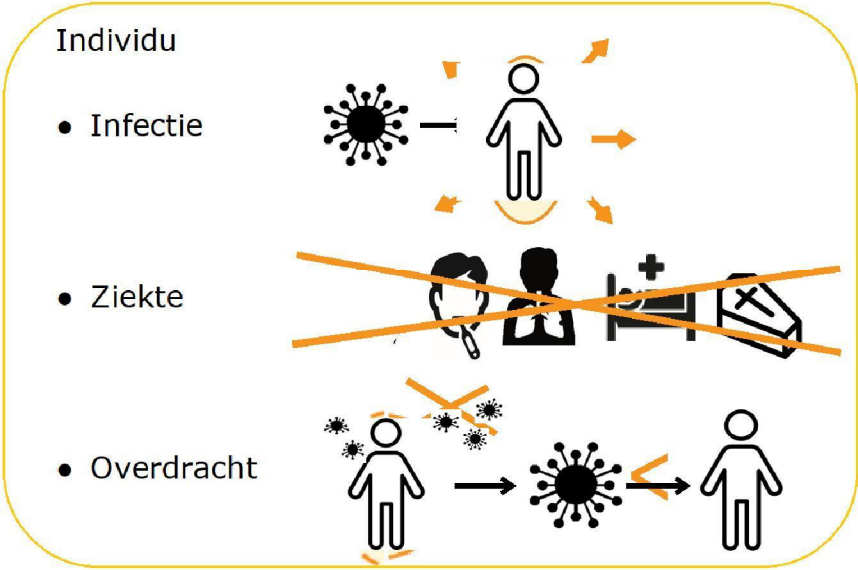 Individu
● Infectie
● Ziekte
● Overdracht